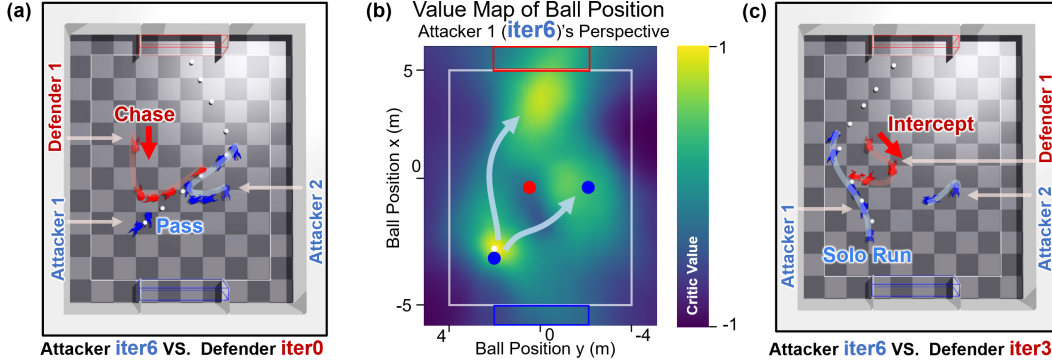 (a)
Defender 1
Chase
Attacker 1
Pass
Attacker 2
Attacker iter6 VS. Defender iter0
(b)
Value Map of Ball Position
Attacker 1 (iter6)'s Perspective
Ball Position x (m)
5
0
-5
4
0
-4
Ball Position y (m)
Critic Value
1
-1
(c)
Intercept
Defender 1
Attacker 1
Solo Run
Attacker 2
Attacker iter6 VS. Defender iter3